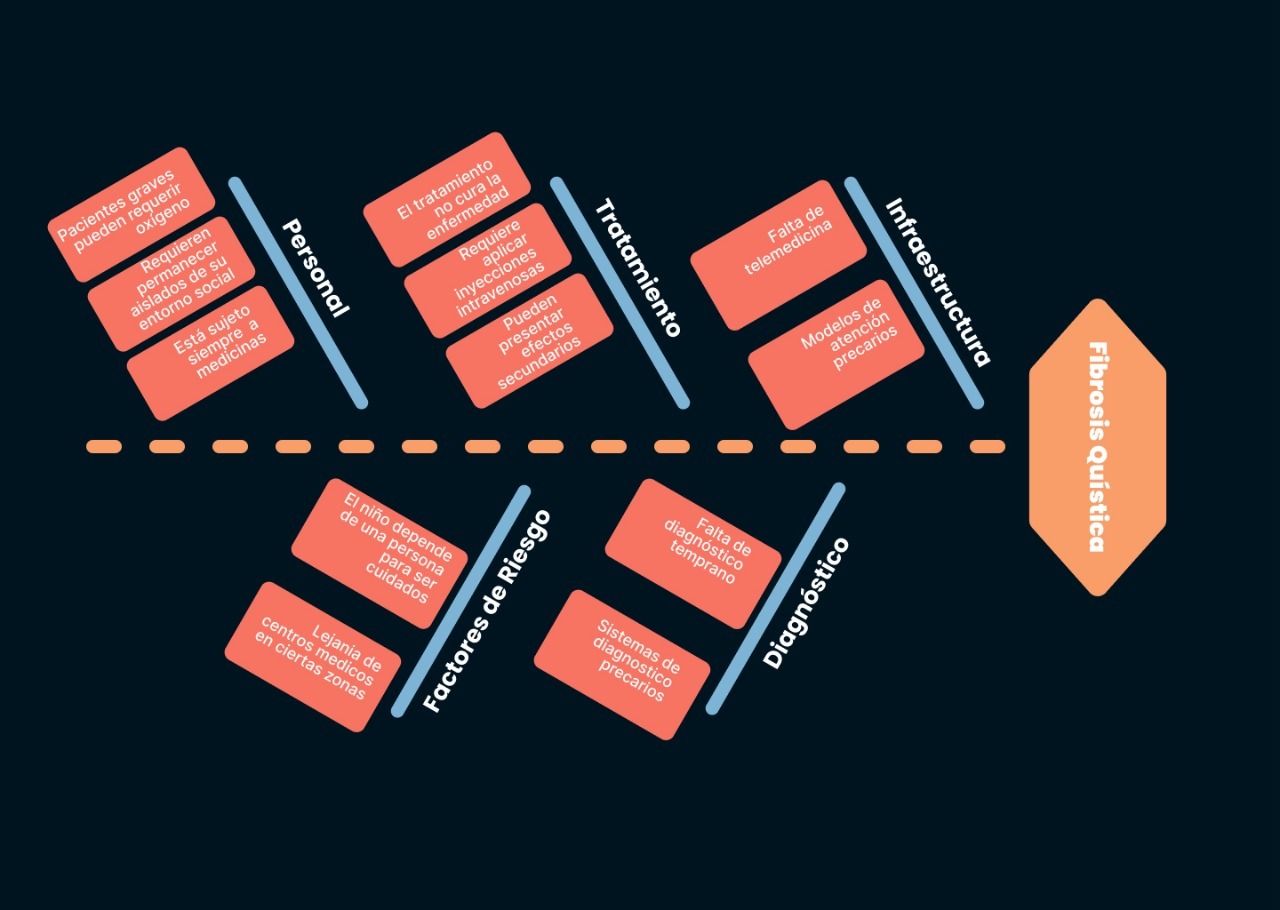 Pacientes graves
pueden requerir
oxígeno
Requieren
permanecer
aislados de su
entorno social
Está sujeto
siempre a
medicinas
Personal
El tratamiento
no cura la
enfermedad
Requiere
aplicar
inyecciones
intravenosas
Pueden
presentar
efectos
secundarios
Tratamiento
Falta de
telemedicina
Modelos de
atención
precarios
Infraestructura
Fibrosis Quística
El niño depende
de una persona
para ser
cuidados
Lejania de
centros medicos
en ciertas zonas
Factores de Riesgo
Falta de
diagnóstico
temprano
Sistemas de
diagnostico
precarios
Diagnóstico